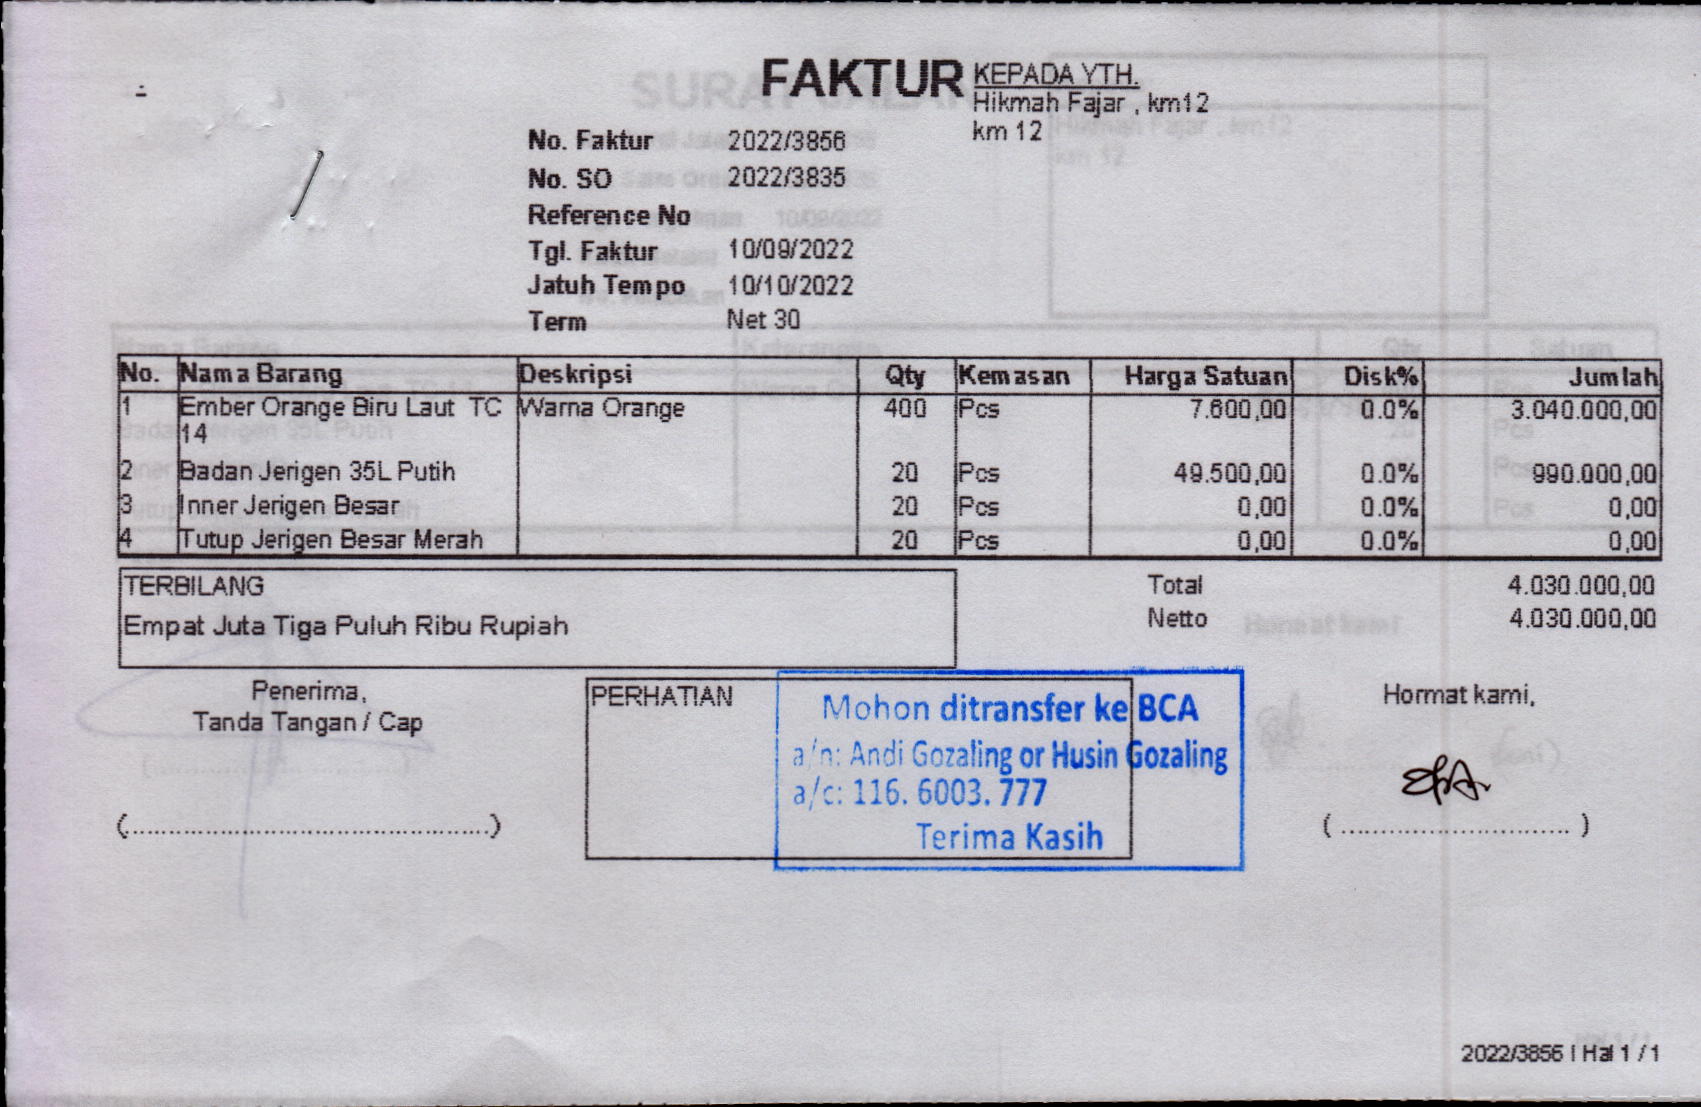 FAKTUR
KEPADA YTH.
Hikmah Fajar , km12
km 12
No. Faktur 2022/3856
No. SO 2022/3835
Reference No
Tgl. Faktur 10/09/2022
Jatuh Tempo 10/10/2022
Term Net 30
No. Nama Barang Deskripsi Qty Kemasan Harga Satuan Disk% Jumlah
1 Ember Orange Biru Laut TC Warna Orange 400 Pcs 7.600,00 0.0% 3.040.000,00
14
2 Badan Jerigen 35L Putih 20 Pcs 49.500,00 0.0% 990.000,00
3 Inner Jerigen Besar 20 Pcs 0,00 0.0% 0,00
4 Tutup Jerigen Besar Merah 20 Pcs 0,00 0.0% 0,00
TERBILANG
Empat Juta Tiga Puluh Ribu Rupiah
Total 4.030.000,00
Netto 4.030.000,00
Penerima,
Tanda Tangan / Cap
(................................................)
PERHATIAN
Mohon ditransfer ke BCA
a/n: Andi Gozaling or Husin Gozaling
a/c: 116. 6003. 777
Terima Kasih
Hormat kami,
( .............................. )
2022/3856 | Hal 1 / 1